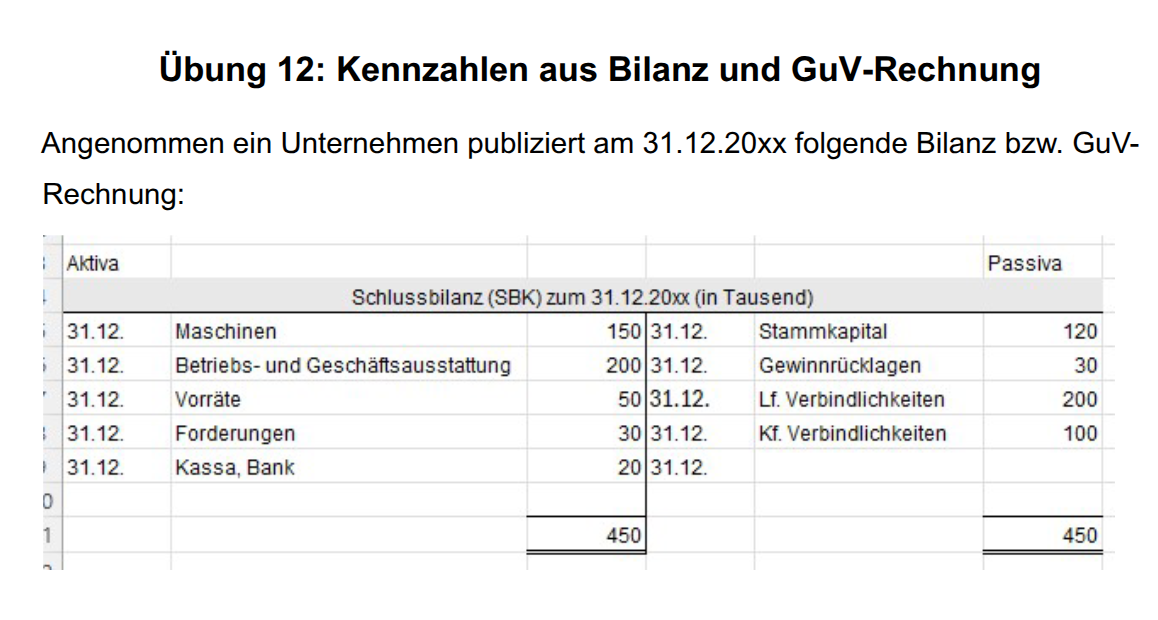 Übung 12: Kennzahlen aus Bilanz und GuV-Rechnung
Angenommen ein Unternehmen publiziert am 31.12.20xx folgende Bilanz bzw. GuV-
Rechnung:
Aktiva Passiva
Schlussbilanz (SBK) zum 31.12.20xx (in Tausend)
31.12. Maschinen 150 31.12. Stammkapital 120
31.12. Betriebs- und Geschäftsausstattung 200 31.12. Gewinnrücklagen 30
31.12. Vorräte 50 31.12. Lf. Verbindlichkeiten 200
31.12. Forderungen 30 31.12. Kf. Verbindlichkeiten 100
31.12. Kassa, Bank 20 31.12.
450 450